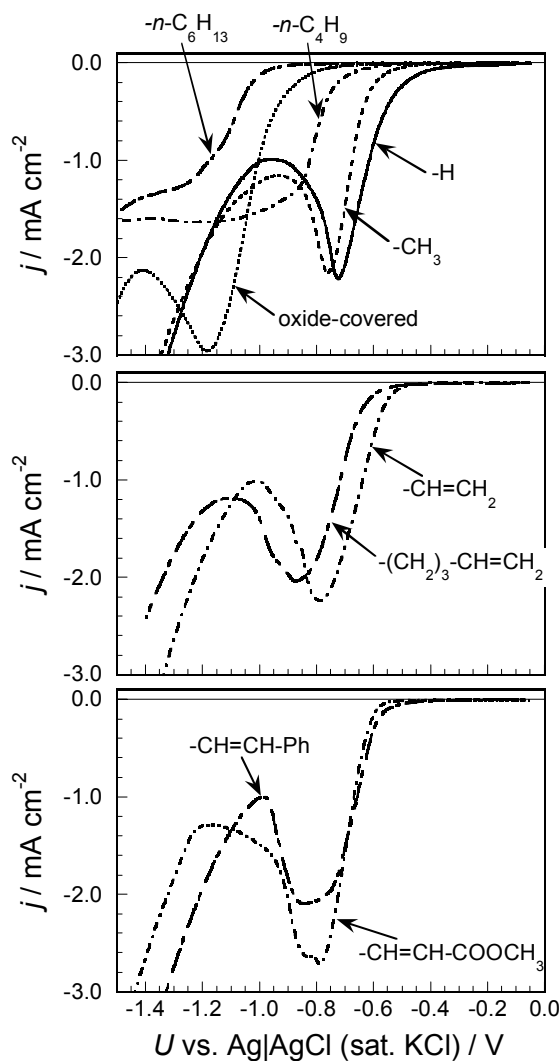 -n-C6H13
-n-C4H9
0.0
-1.0
-2.0
-3.0
j / mA cm-2
-H
-CH3
oxide-covered
0.0
-1.0
-2.0
-3.0
j / mA cm-2
-CH=CH2
-(CH2)3-CH=CH2
0.0
-1.0
-2.0
-3.0
j / mA cm-2
-CH=CH-Ph
-CH=CH-COOCH3
-1.4 -1.2 -1.0 -0.8 -0.6 -0.4 -0.2 0.0
U vs. Ag|AgCl (sat. KCl) / V